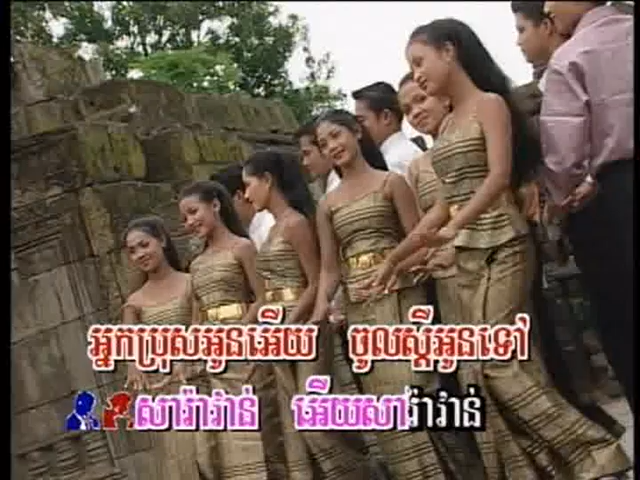 អ្នកប្រុសអូនអើយ ចូលស្ដីអូនទៅ
សារ៉ាវ៉ាន់ អើយសារ៉ាវ៉ាន់